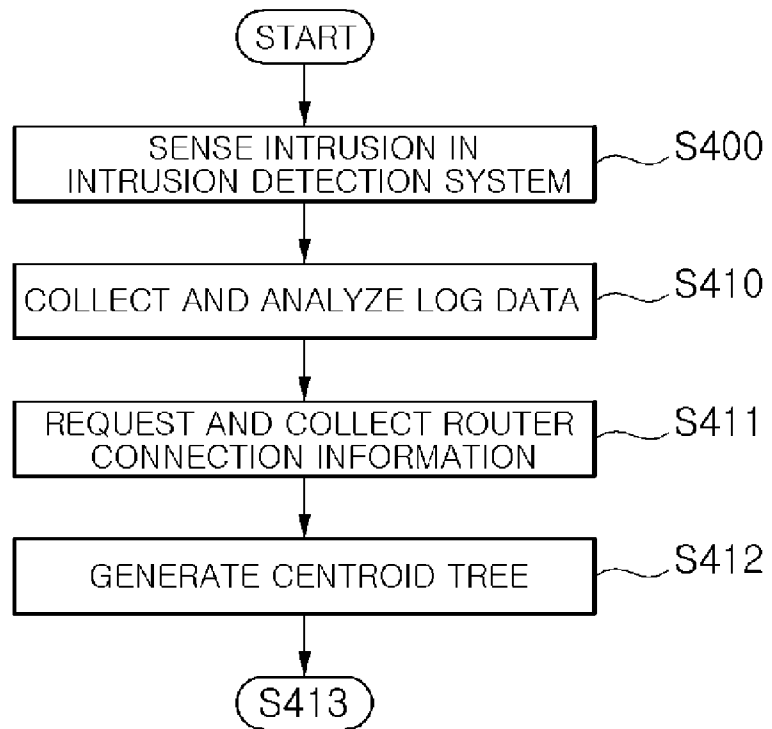 START
SENSE INTRUSION IN
INTRUSION DETECTION SYSTEM
S400
COLLECT AND ANALYZE LOG DATA
S410
REQUEST AND COLLECT ROUTER
CONNECTION INFORMATION
S411
GENERATE CENTROID TREE
S412
S413